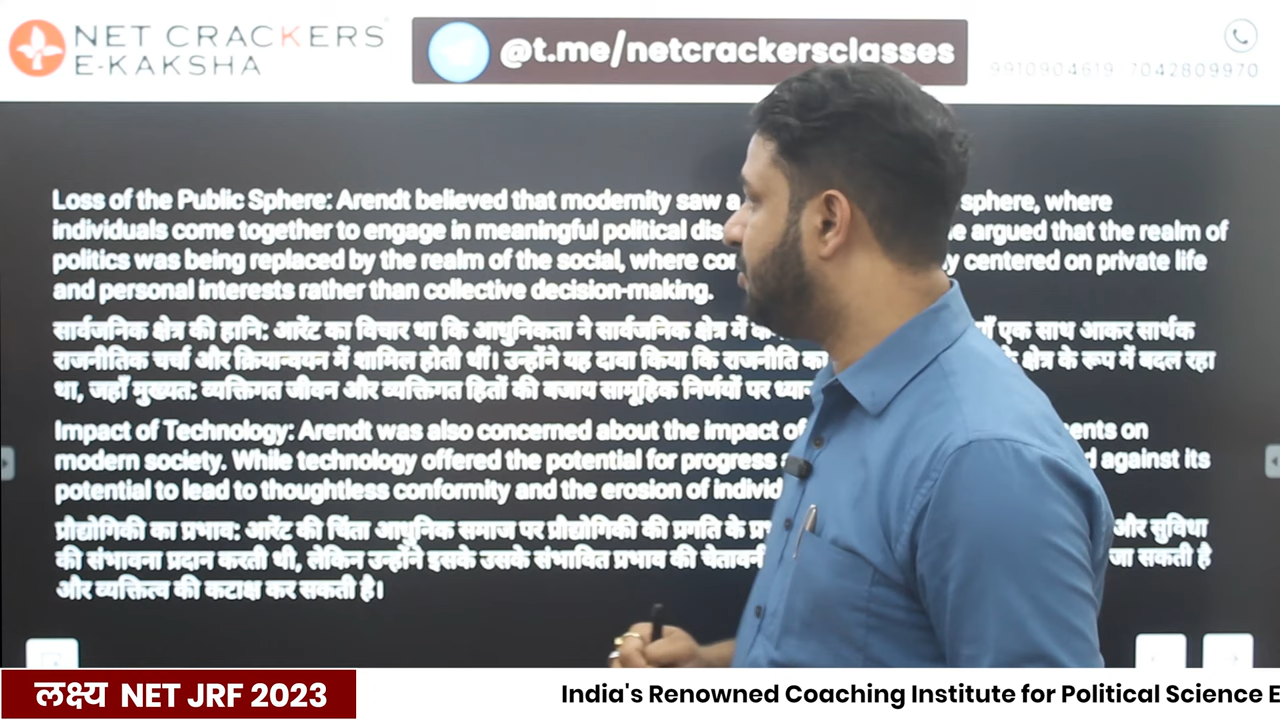 NET CRACKERS
E-KAKSHA
@t.me/netcrackersclasses
9910904619 7042809970
Loss of the Public Sphere: Arendt believed that modernity saw a sphere, where
individuals come together to engage in meaningful political argued that the realm of
politics was being replaced by the realm of the social, where centered on private life
and personal interests rather than collective decision-making.
सार्वजनिक क्षेत्र की हानि: आरेंट का विचार था कि आधुनिकता ने सार्वजनिक क्षेत्र में एक साथ आकर सार्थक
राजनीतिक चर्चा और क्रियान्वयन में शामिल होती थीं। उन्होंने यह दावा किया कि राजनीति का क्षेत्र के रूप में बदल रहा
था, जहाँ मुख्यत: व्यक्तिगत जीवन और व्यक्तिगत हितों की बजाय सामूहिक निर्णयों पर
Impact of Technology: Arendt was also concerned about the impact of on
modern society. While technology offered the potential for progress against its
potential to lead to thoughtless conformity and the erosion of
प्रौद्योगिकी का प्रभाव: आरेंट की चिंता आधुनिक समाज पर प्रौद्योगिकी की प्रगति के और सुविधा
की संभावना प्रदान करती थी, लेकिन उन्होंने इसके उसके संभावित प्रभाव की जा सकती है
और व्यक्तित्व की कटाक्ष कर सकती है।
लक्ष्य NET JRF 2023
India's Renowned Coaching Institute for Political Science